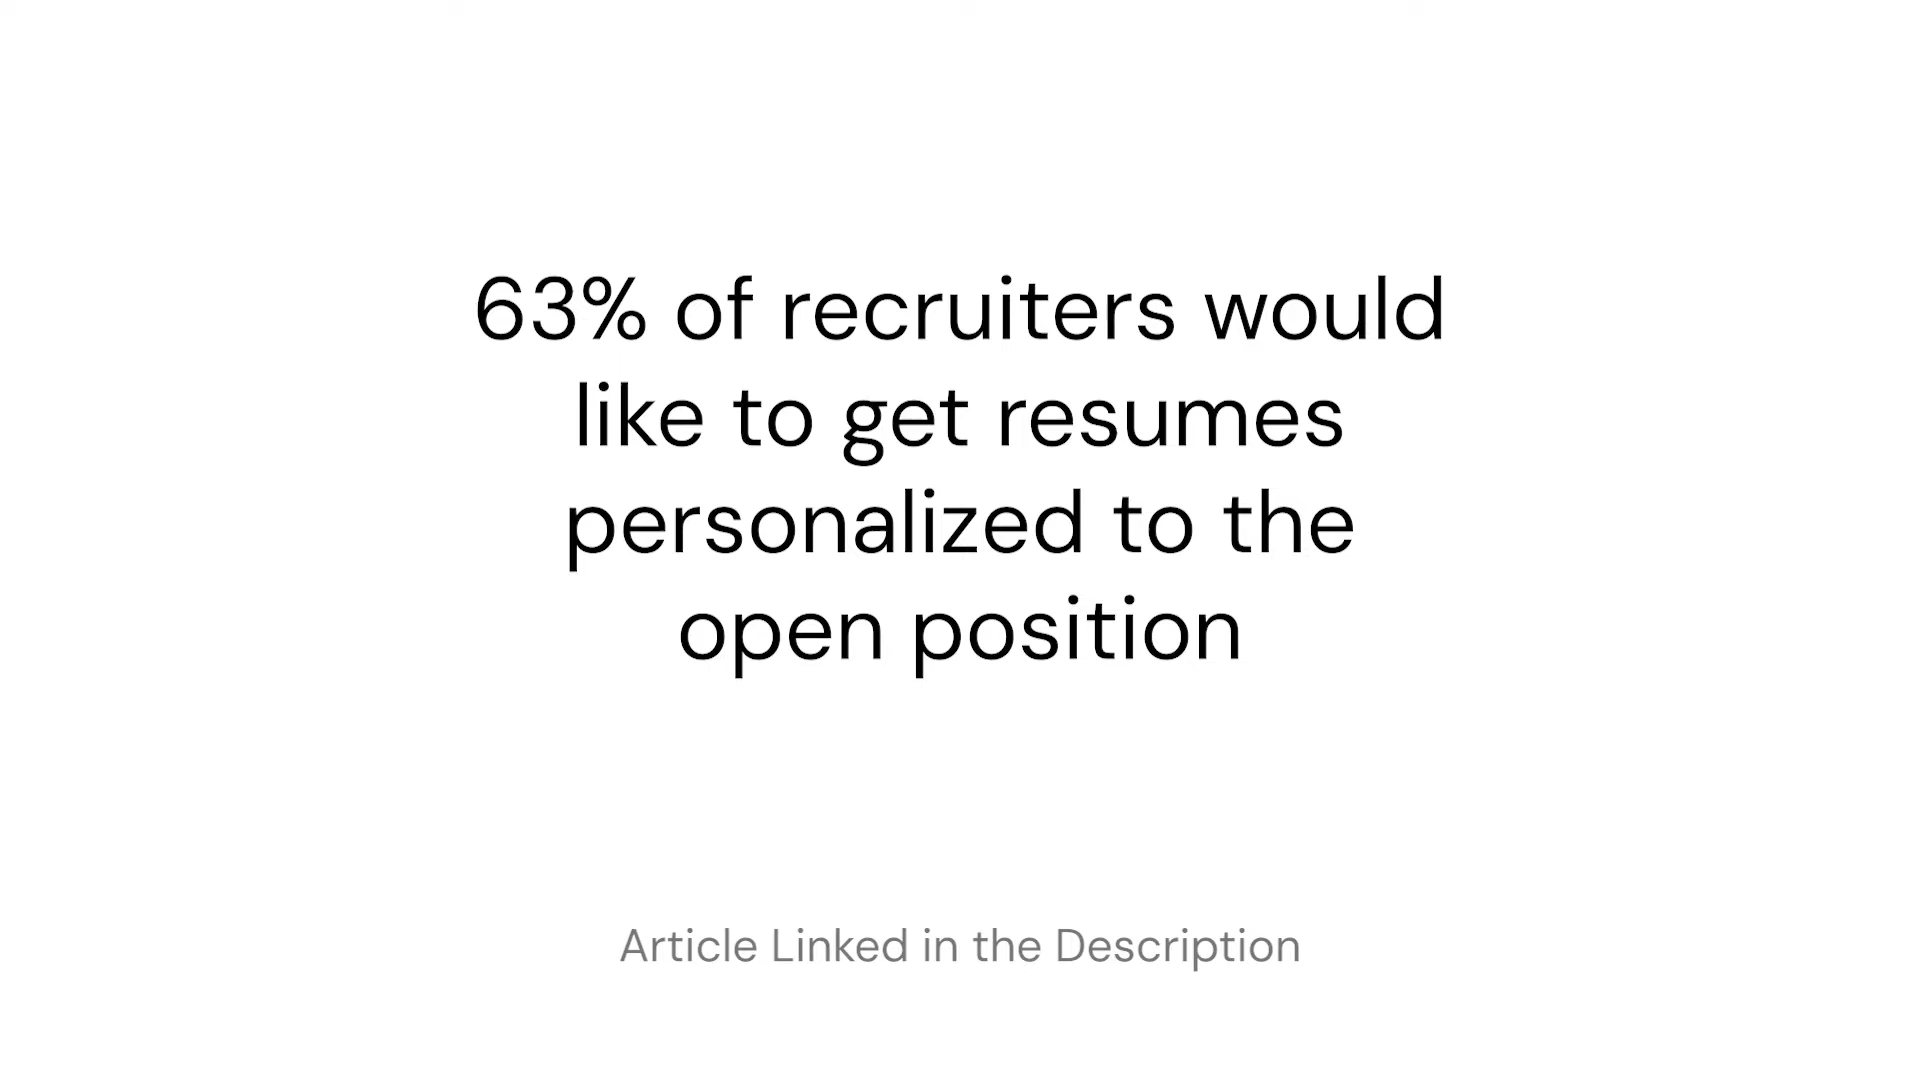 63% of recruiters would
like to get resumes
personalized to the
open position
Article Linked in the Description